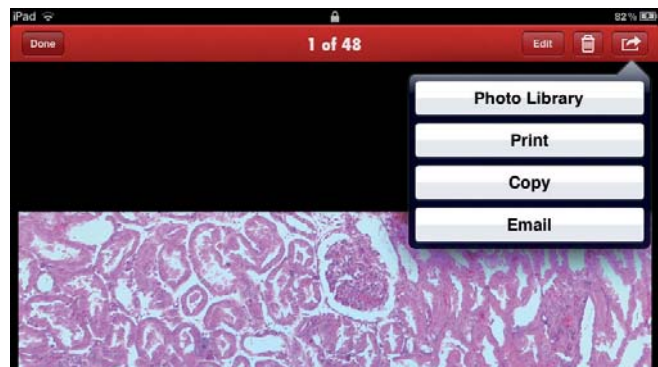 iPad 82%
Done 1 of 48 Edit
Photo Library
Print
Copy
Email